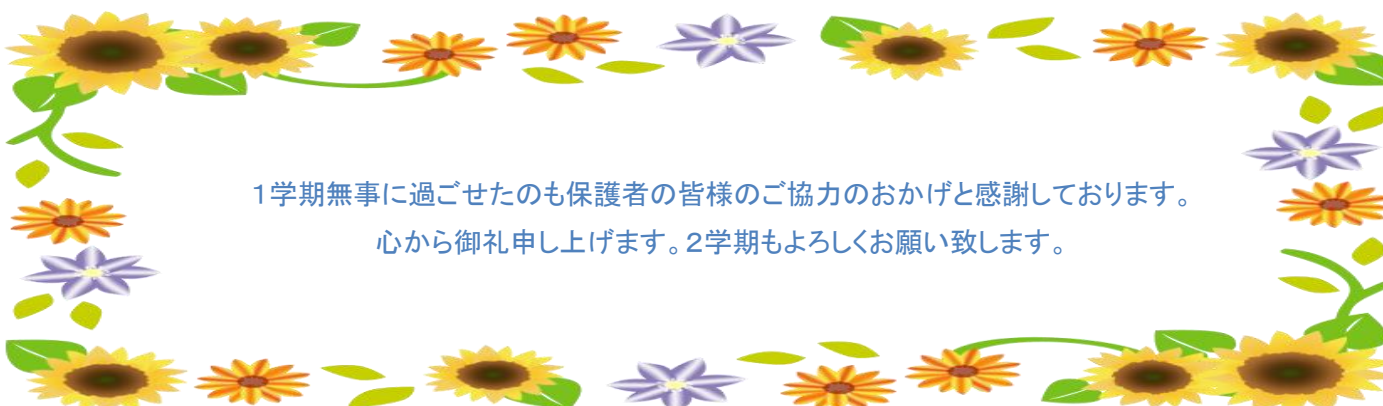 １学期無事に過ごせたのも保護者の皆様のご協力のおかげと感謝しております。
心から御礼申し上げます。２学期もよろしくお願い致します。